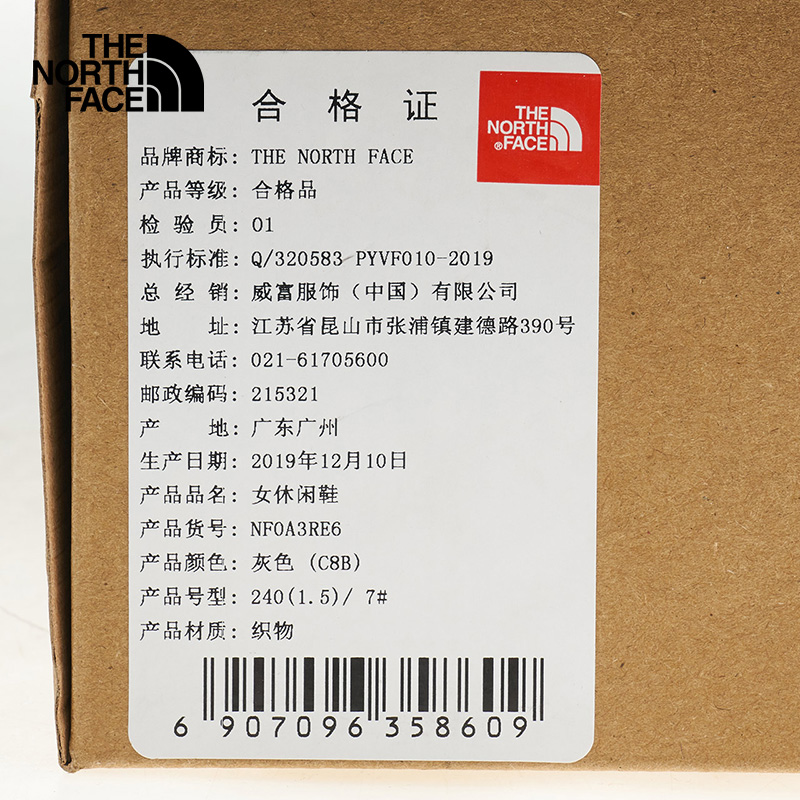 THE
NORTH
FACE
合格证
THE
NORTH
®FACE
品牌商标: THE NORTH FACE
产品等级: 合格品
检 验 员: 01
执行标准: Q/320583 PYVF010-2019
总 经 销: 威富服饰（中国）有限公司
地 址: 江苏省昆山市张浦镇建德路390号
联系电话: 021-61705600
邮政编码: 215321
产 地: 广东广州
生产日期: 2019年12月10日
产品品名: 女休闲鞋
产品货号: NF0A3RE6
产品颜色: 灰色 (C8B)
产品号型: 240(1.5)/ 7#
产品材质: 织物
6 907096 358609